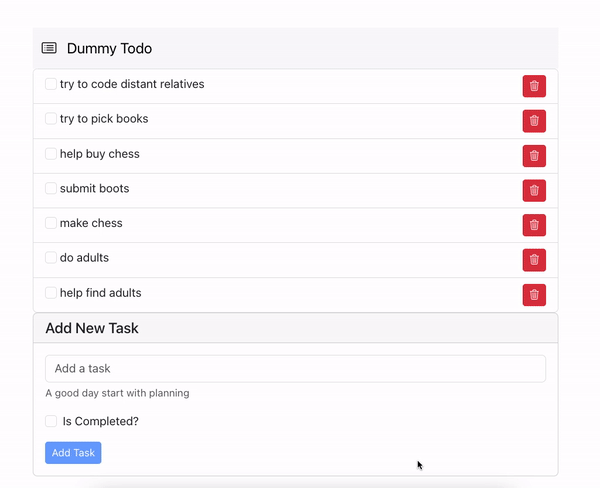 Dummy Todo
try to code distant relatives
try to pick books
help buy chess
submit boots
make chess
do adults
help find adults
Add New Task
Add a task
A good day start with planning
Is Completed?
Add Task